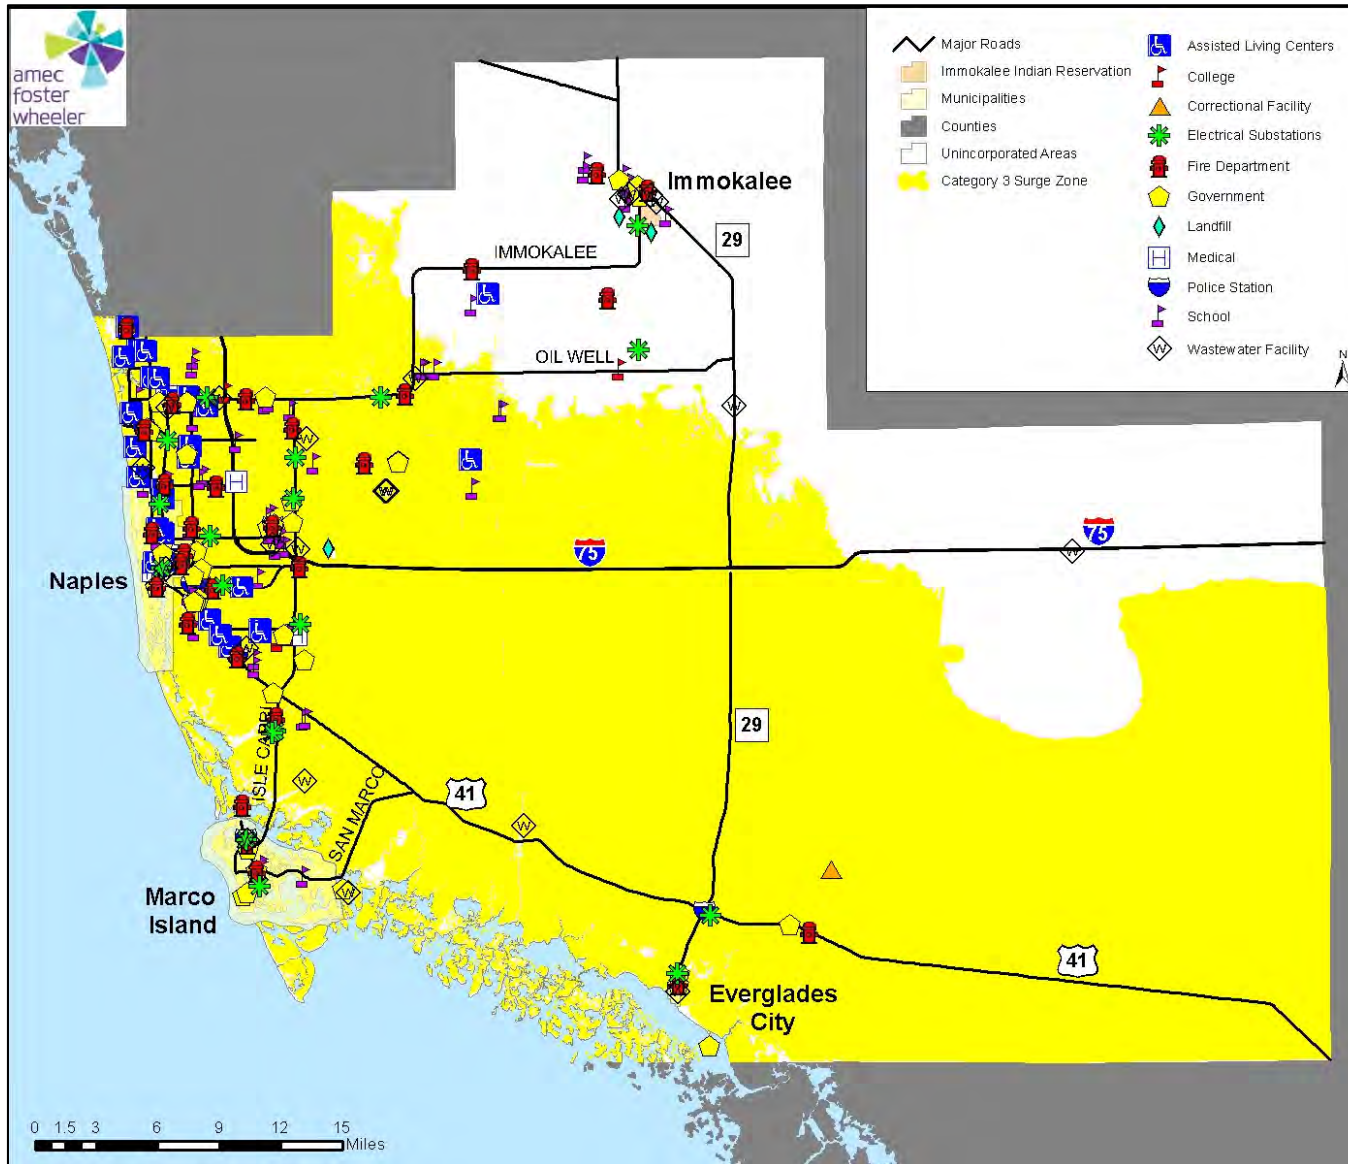 amec
foster
wheeler
Major Roads
Immokalee Indian Reservation
Municipalities
Counties
Unincorporated Areas
Category 3 Surge Zone
Assisted Living Centers
College
Correctional Facility
Electrical Substations
Fire Department
Government
Landfill
H Medical
Police Station
School
W Wastewater Facility
N
Immokalee
29
IMMOKALEE
OIL WELL
W
W
W
W
H
W
75
75
W
Naples
29
ISLE CAPRI
W
SAN MARCO
41
W
Marco
Island
W
41
Everglades
City
0 1.5 3 6 9 12 15
Miles